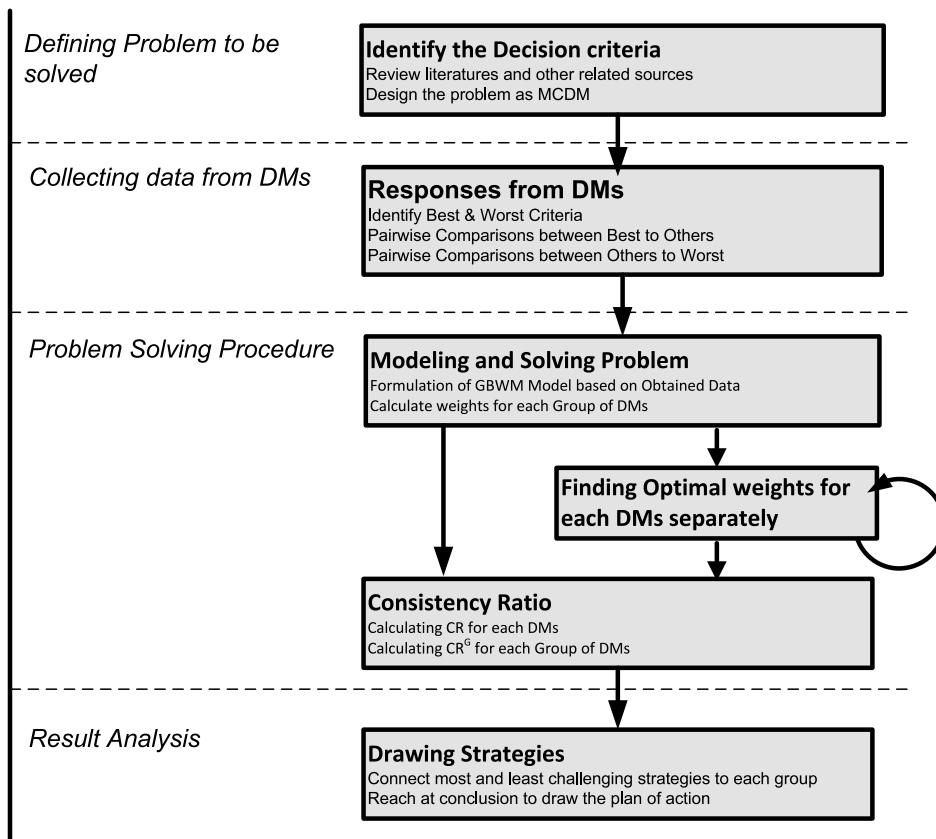 Defining Problem to be
solved
Identify the Decision criteria
Review literatures and other related sources
Design the problem as MCDM
Collecting data from DMs
Responses from DMs
Identify Best & Worst Criteria
Pairwise Comparisons between Best to Others
Pairwise Comparisons between Others to Worst
Problem Solving Procedure
Modeling and Solving Problem
Formulation of GBWM Model based on Obtained Data
Calculate weights for each Group of DMs
Finding Optimal weights for
each DMs separately
Consistency Ratio
Calculating CR for each DMs
Calculating CR^G for each Group of DMs
Result Analysis
Drawing Strategies
Connect most and least challenging strategies to each group
Reach at conclusion to draw the plan of action